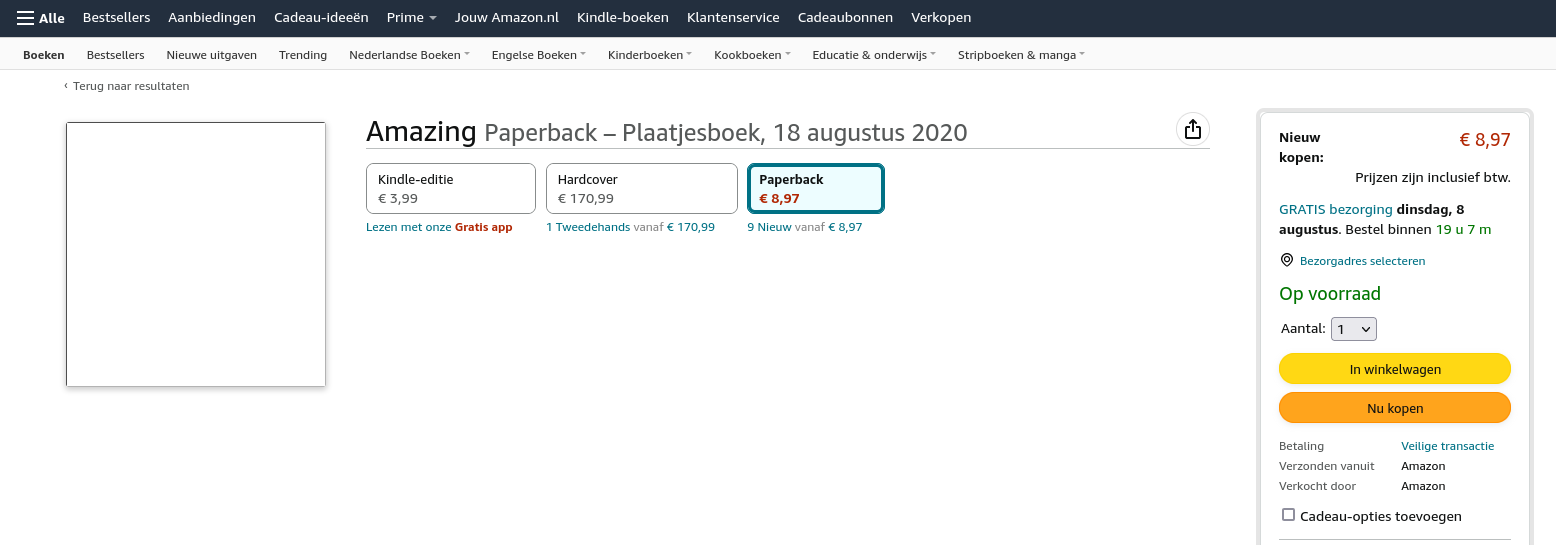 Alle Bestsellers Aanbiedingen Cadeau-ideeën Prime Jouw Amazon.nl Kindle-boeken Klantenservice Cadeaubonnen Verkopen
Boeken Bestsellers Nieuwe uitgaven Trending Nederlandse Boeken Engelse Boeken Kinderboeken Kookboeken Educatie & onderwijs Stripboeken & manga
‹ Terug naar resultaten
Amazing Paperback – Plaatjesboek, 18 augustus 2020
Kindle-editie
€ 3,99
Lezen met onze Gratis app
Hardcover
€ 170,99
1 Tweedehands vanaf € 170,99
Paperback
€ 8,97
9 Nieuw vanaf € 8,97
Nieuw
kopen:
€ 8,97
Prijzen zijn inclusief btw.
GRATIS bezorging dinsdag, 8
augustus. Bestel binnen 19 u 7 m
Bezorgadres selecteren
Op voorraad
Aantal: 1
In winkelwagen
Nu kopen
Betaling Veilige transactie
Verzonden vanuit Amazon
Verkocht door Amazon
Cadeau-opties toevoegen